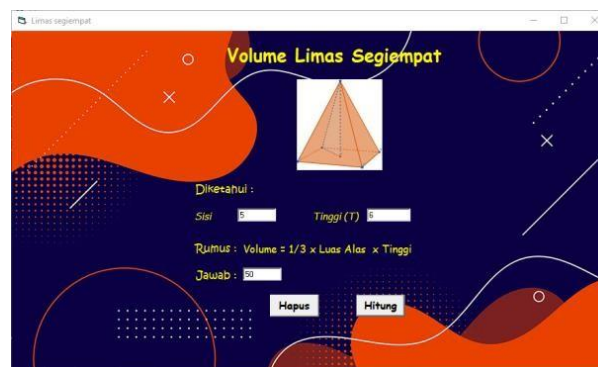 Limas segiempat
Volume Limas Segiempat
Diketahui :
Sisi 5 Tinggi (T) 6
Rumus : Volume = 1/3 x Luas Alas x Tinggi
Jawab : 50
Hapus Hitung